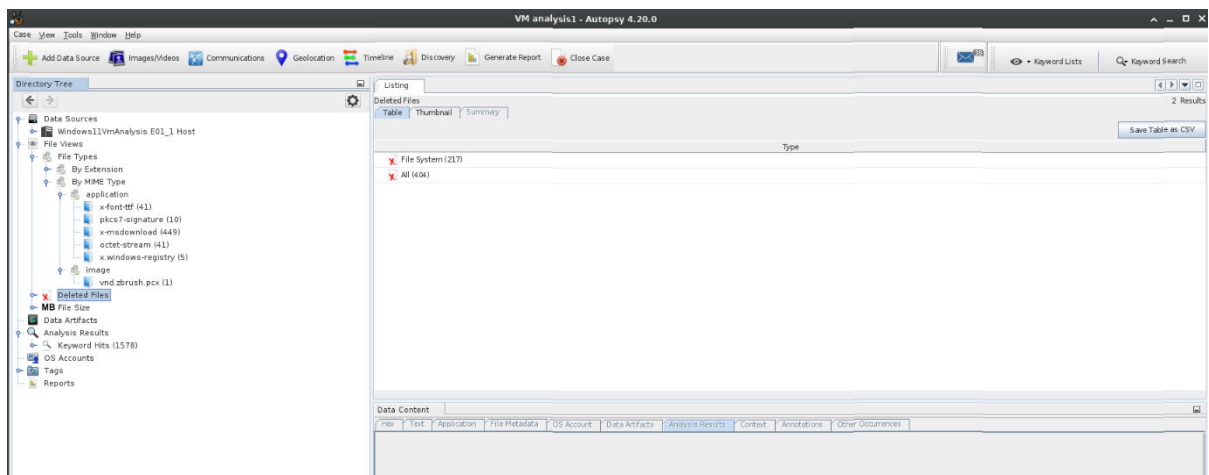 VM analysis1 - Autopsy 4.20.0
Case View Tools Window Help
Add Data Source Images/Videos Communications Geolocation Timeline Discovery Generate Report Close Case Keyword Lists Keyword Search
Directory Tree
Data Sources
Windows11VmAnalysis.E01_1 Host
File Views
File Types
By Extension
By MIME Type
application
x-font-ttf (41)
pkcs7-signature (10)
x-msdownload (449)
octet-stream (41)
x.windows-registry (5)
image
vnd.zbrush.pcx (1)
Deleted Files
MB File Size
Data Artifacts
Analysis Results
Keyword Hits (1578)
OS Accounts
Tags
Reports
Listing
Deleted Files 2 Results
Table Thumbnail Summary
Save Table as CSV
Type
File System (217)
All (404)
Data Content
Hex Text Application File Metadata OS Account Data Artifacts Analysis Results Context Annotations Other Occurrences